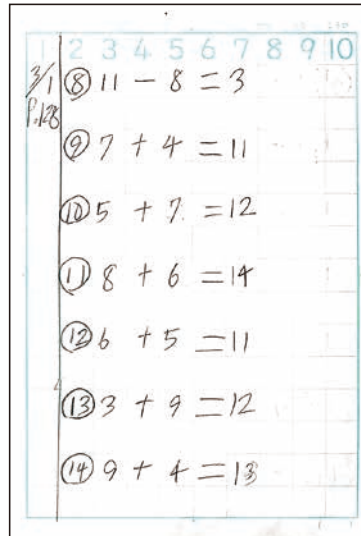 1 2 3 4 5 6 7 8 9 10
3/1
P.128
⑧ 11 - 8 = 3
⑨ 7 + 4 = 11
⑩ 5 + 7 = 12
⑪ 8 + 6 = 14
⑫ 6 + 5 = 11
⑬ 3 + 9 = 12
⑭ 9 + 4 = 13